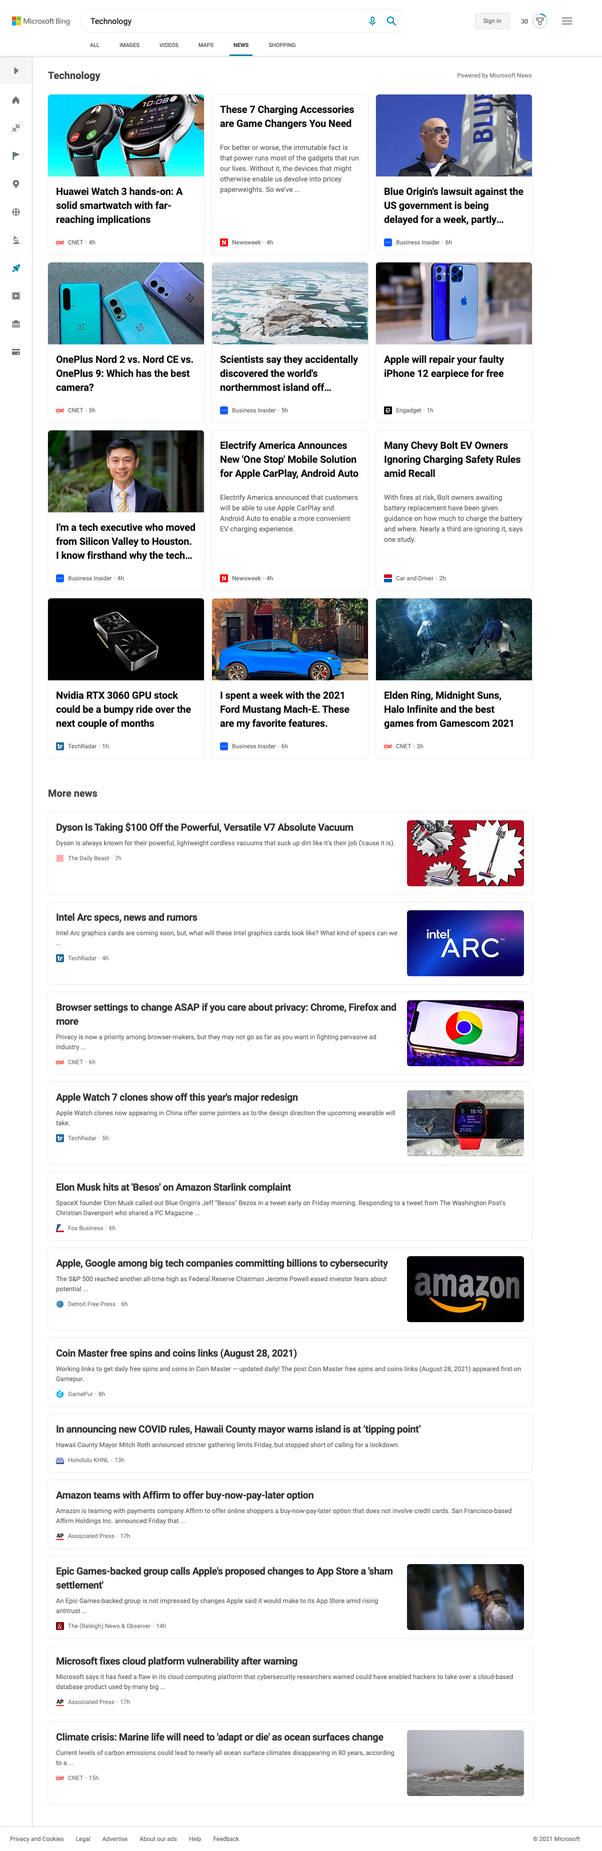 Microsoft Bing
Technology
Sign in
30
ALL IMAGES VIDEOS MAPS NEWS SHOPPING
Technology
Powered by Microsoft News
Huawei Watch 3 hands-on: A
solid smartwatch with far-
reaching implications
CNET · 4h
These 7 Charging Accessories
are Game Changers You Need
For better or worse, the immutable fact is
that power runs most of the gadgets that run
our lives. Without it, the devices that might
otherwise enable us devolve into pricey
paperweights. So we've ...
Newsweek · 4h
BLUE
Blue Origin's lawsuit against the
US government is being
delayed for a week, partly…
Business Insider · 6h
OnePlus Nord 2 vs. Nord CE vs.
OnePlus 9: Which has the best
camera?
CNET · 5h
Scientists say they accidentally
discovered the world's
northernmost island off…
Business Insider · 5h
Apple will repair your faulty
iPhone 12 earpiece for free
Engadget · 1h
I'm a tech executive who moved
from Silicon Valley to Houston.
I know firsthand why the tech…
Business Insider · 4h
Electrify America Announces
New 'One Stop' Mobile Solution
for Apple CarPlay, Android Auto
Electrify America announced that customers
will be able to use Apple CarPlay and
Android Auto to enable a more convenient
EV charging experience.
Newsweek · 4h
Many Chevy Bolt EV Owners
Ignoring Charging Safety Rules
amid Recall
With fires at risk, Bolt owners awaiting
battery replacement have been given
guidance on how much to charge the battery
and where. Nearly a third are ignoring it, says
one study.
Car and Driver · 2h
Nvidia RTX 3060 GPU stock
could be a bumpy ride over the
next couple of months
TechRadar · 1h
I spent a week with the 2021
Ford Mustang Mach-E. These
are my favorite features.
Business Insider · 6h
Elden Ring, Midnight Suns,
Halo Infinite and the best
games from Gamescom 2021
CNET · 3h
More news
Dyson Is Taking $100 Off the Powerful, Versatile V7 Absolute Vacuum
Dyson is always known for their powerful, lightweight cordless vacuums that suck up dirt like it's their job ('cause it is).
The Daily Beast · 7h
Intel Arc specs, news and rumors
Intel Arc graphics cards are coming soon, but, what will these Intel graphics cards look like? What kind of specs can we
...
TechRadar · 4h
intel
ARC
Browser settings to change ASAP if you care about privacy: Chrome, Firefox and
more
Privacy is now a priority among browser-makers, but they may not go as far as you want in fighting pervasive ad
industry ...
CNET · 6h
Apple Watch 7 clones show off this year's major redesign
Apple Watch clones now appearing in China offer some pointers as to the design direction the upcoming wearable will
take.
TechRadar · 5h
Elon Musk hits at 'Besos' on Amazon Starlink complaint
SpaceX founder Elon Musk called out Blue Origin's Jeff "Besos" Bezos in a tweet early on Friday morning. Responding to a tweet from The Washington Post's
Christian Davenport who shared a PC Magazine ...
Fox Business · 6h
Apple, Google among big tech companies committing billions to cybersecurity
The S&P 500 reached another all-time high as Federal Reserve Chairman Jerome Powell eased investor fears about
potential ...
Detroit Free Press · 6h
amazon
Coin Master free spins and coins links (August 28, 2021)
Working links to get daily free spins and coins in Coin Master – updated daily! The post Coin Master free spins and coins links (August 28, 2021) appeared first on
Gamepur.
GamePur · 8h
In announcing new COVID rules, Hawaii County mayor warns island is at ‘tipping point’
Hawaii County Mayor Mitch Roth announced stricter gathering limits Friday, but stopped short of calling for a lockdown.
Honolulu KHNL · 13h
Amazon teams with Affirm to offer buy-now-pay-later option
Amazon is teaming with payments company Affirm to offer online shoppers a buy-now-pay-later option that does not involve credit cards. San Francisco-based
Affirm Holdings Inc. announced Friday that ...
Associated Press · 17h
Epic Games-backed group calls Apple's proposed changes to App Store a 'sham
settlement'
An Epic Games-backed group is not impressed by changes Apple said it would make to its App Store amid rising
antitrust ...
The (Raleigh) News & Observer · 14h
Microsoft fixes cloud platform vulnerability after warning
Microsoft says it has fixed a flaw in its cloud computing platform that cybersecurity researchers warned could have enabled hackers to take over a cloud-based
database product used by many big ...
Associated Press · 17h
Climate crisis: Marine life will need to 'adapt or die' as ocean surfaces change
Current levels of carbon emissions could lead to nearly all ocean surface climates disappearing in 80 years, according
to a ...
CNET · 15h
Privacy and Cookies Legal Advertise About our ads Help Feedback
© 2021 Microsoft